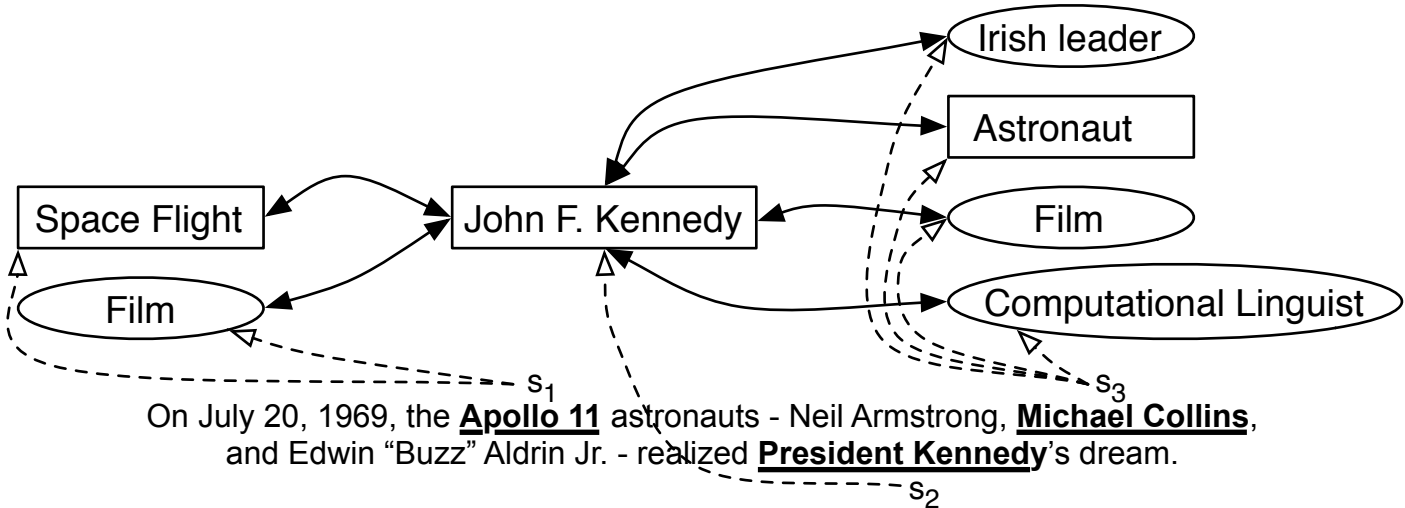 Irish leader
Astronaut
Space Flight
John F. Kennedy
Film
Film
Computational Linguist
s1
s3
On July 20, 1969, the Apollo 11 astronauts - Neil Armstrong, Michael Collins,
and Edwin “Buzz” Aldrin Jr. - realized President Kennedy’s dream.
s2